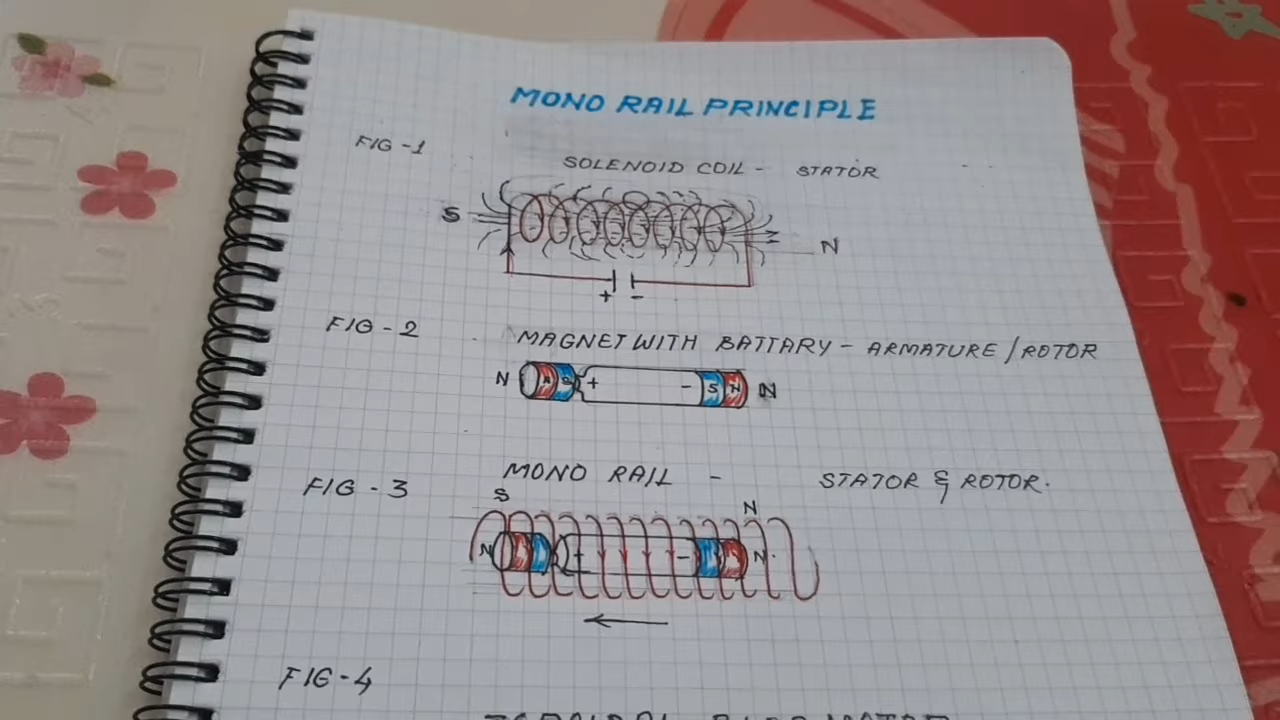 MONO RAIL PRINCIPLE
FIG - 1
SOLENOID COIL - STATOR
S
N
+ -
FIG - 2
MAGNET WITH BATTARY - ARMATURE / ROTOR
N N S + - S N N
FIG - 3
MONO RAIL - STATOR & ROTOR.
S N
N + - N
FIG - 4